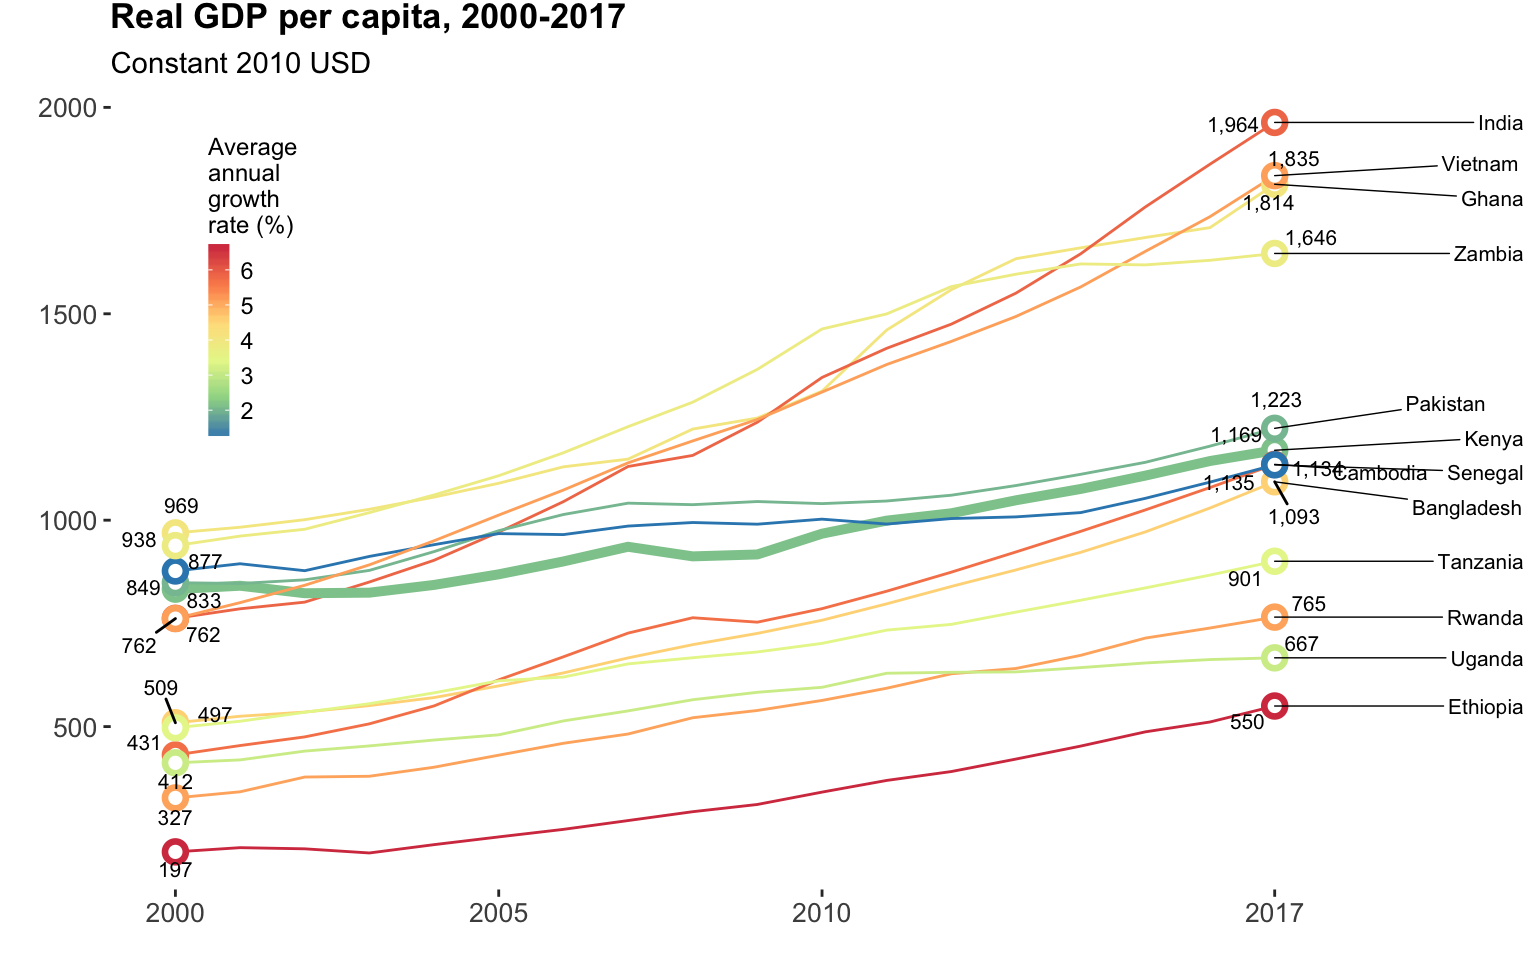 Real GDP per capita, 2000-2017
Constant 2010 USD
2000
1500
1000
500
Average
annual
growth
rate (%)
6
5
4
3
2
1,964
India
1,835
Vietnam
1,814
Ghana
1,646
Zambia
1,223
Pakistan
1,169
Kenya
1,134
Cambodia
Senegal
1,135
Bangladesh
1,093
Tanzania
901
765
Rwanda
667
Uganda
550
Ethiopia
969
938
877
849
833
762
762
509
497
431
412
327
197
2000
2005
2010
2017